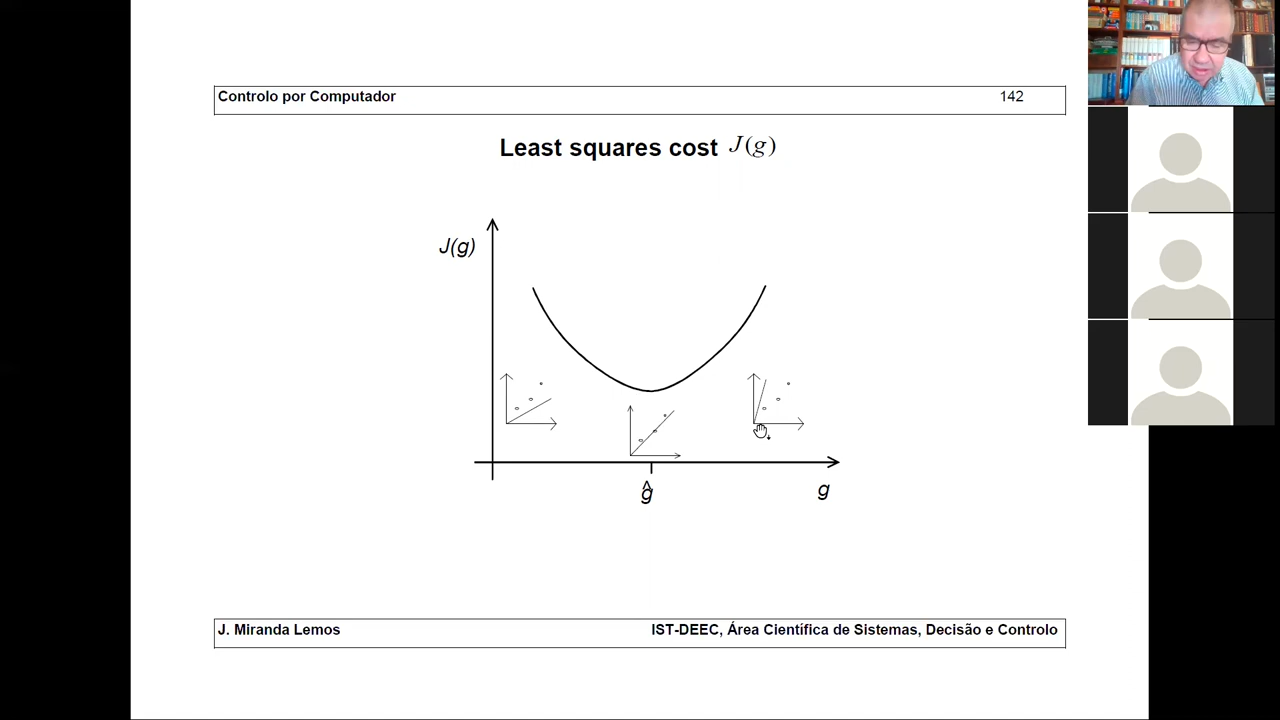 Controlo por Computador 142
Least squares cost J(g)
J(g)
ĝ
g
J. Miranda Lemos IST-DEEC, Área Científica de Sistemas, Decisão e Controlo